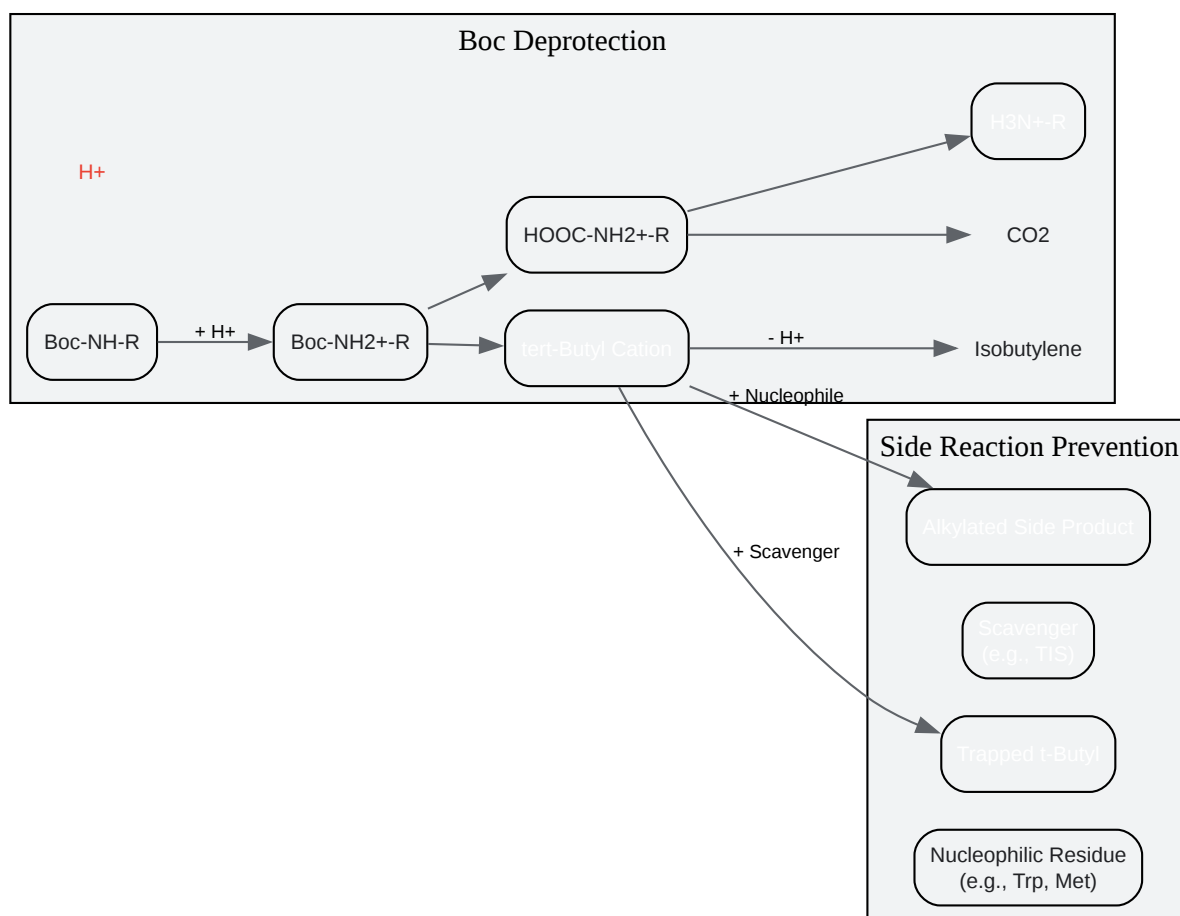 Boc Deprotection
H3N+-R
H+
HOOC-NH2+-R
CO2
Boc-NH-R
+ H+
Boc-NH2+-R
tert-Butyl Cation
- H+
Isobutylene
+ Nucleophile
Side Reaction Prevention
Alkylated Side Product
+ Scavenger
Scavenger
(e.g., TIS)
Trapped t-Butyl
Nucleophilic Residue
(e.g., Trp, Met)